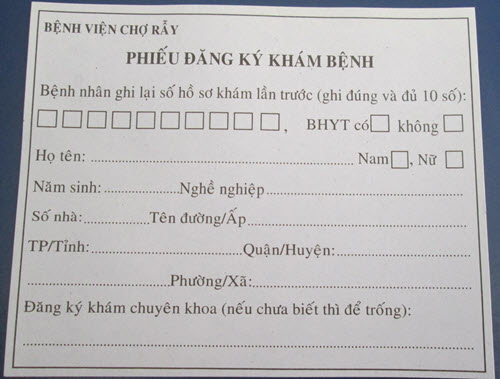 BỆNH VIỆN CHỢ RẪY
PHIẾU ĐĂNG KÝ KHÁM BỆNH
Bệnh nhân ghi lại số hồ sơ khám lần trước (ghi đúng và đủ 10 số):
, BHYT có không
Họ tên: Nam , Nữ
Năm sinh: Nghề nghiệp
Số nhà: Tên đường/Ấp
TP/Tỉnh: Quận/Huyện:
Phường/Xã:
Đăng ký khám chuyên khoa (nếu chưa biết thì để trống):